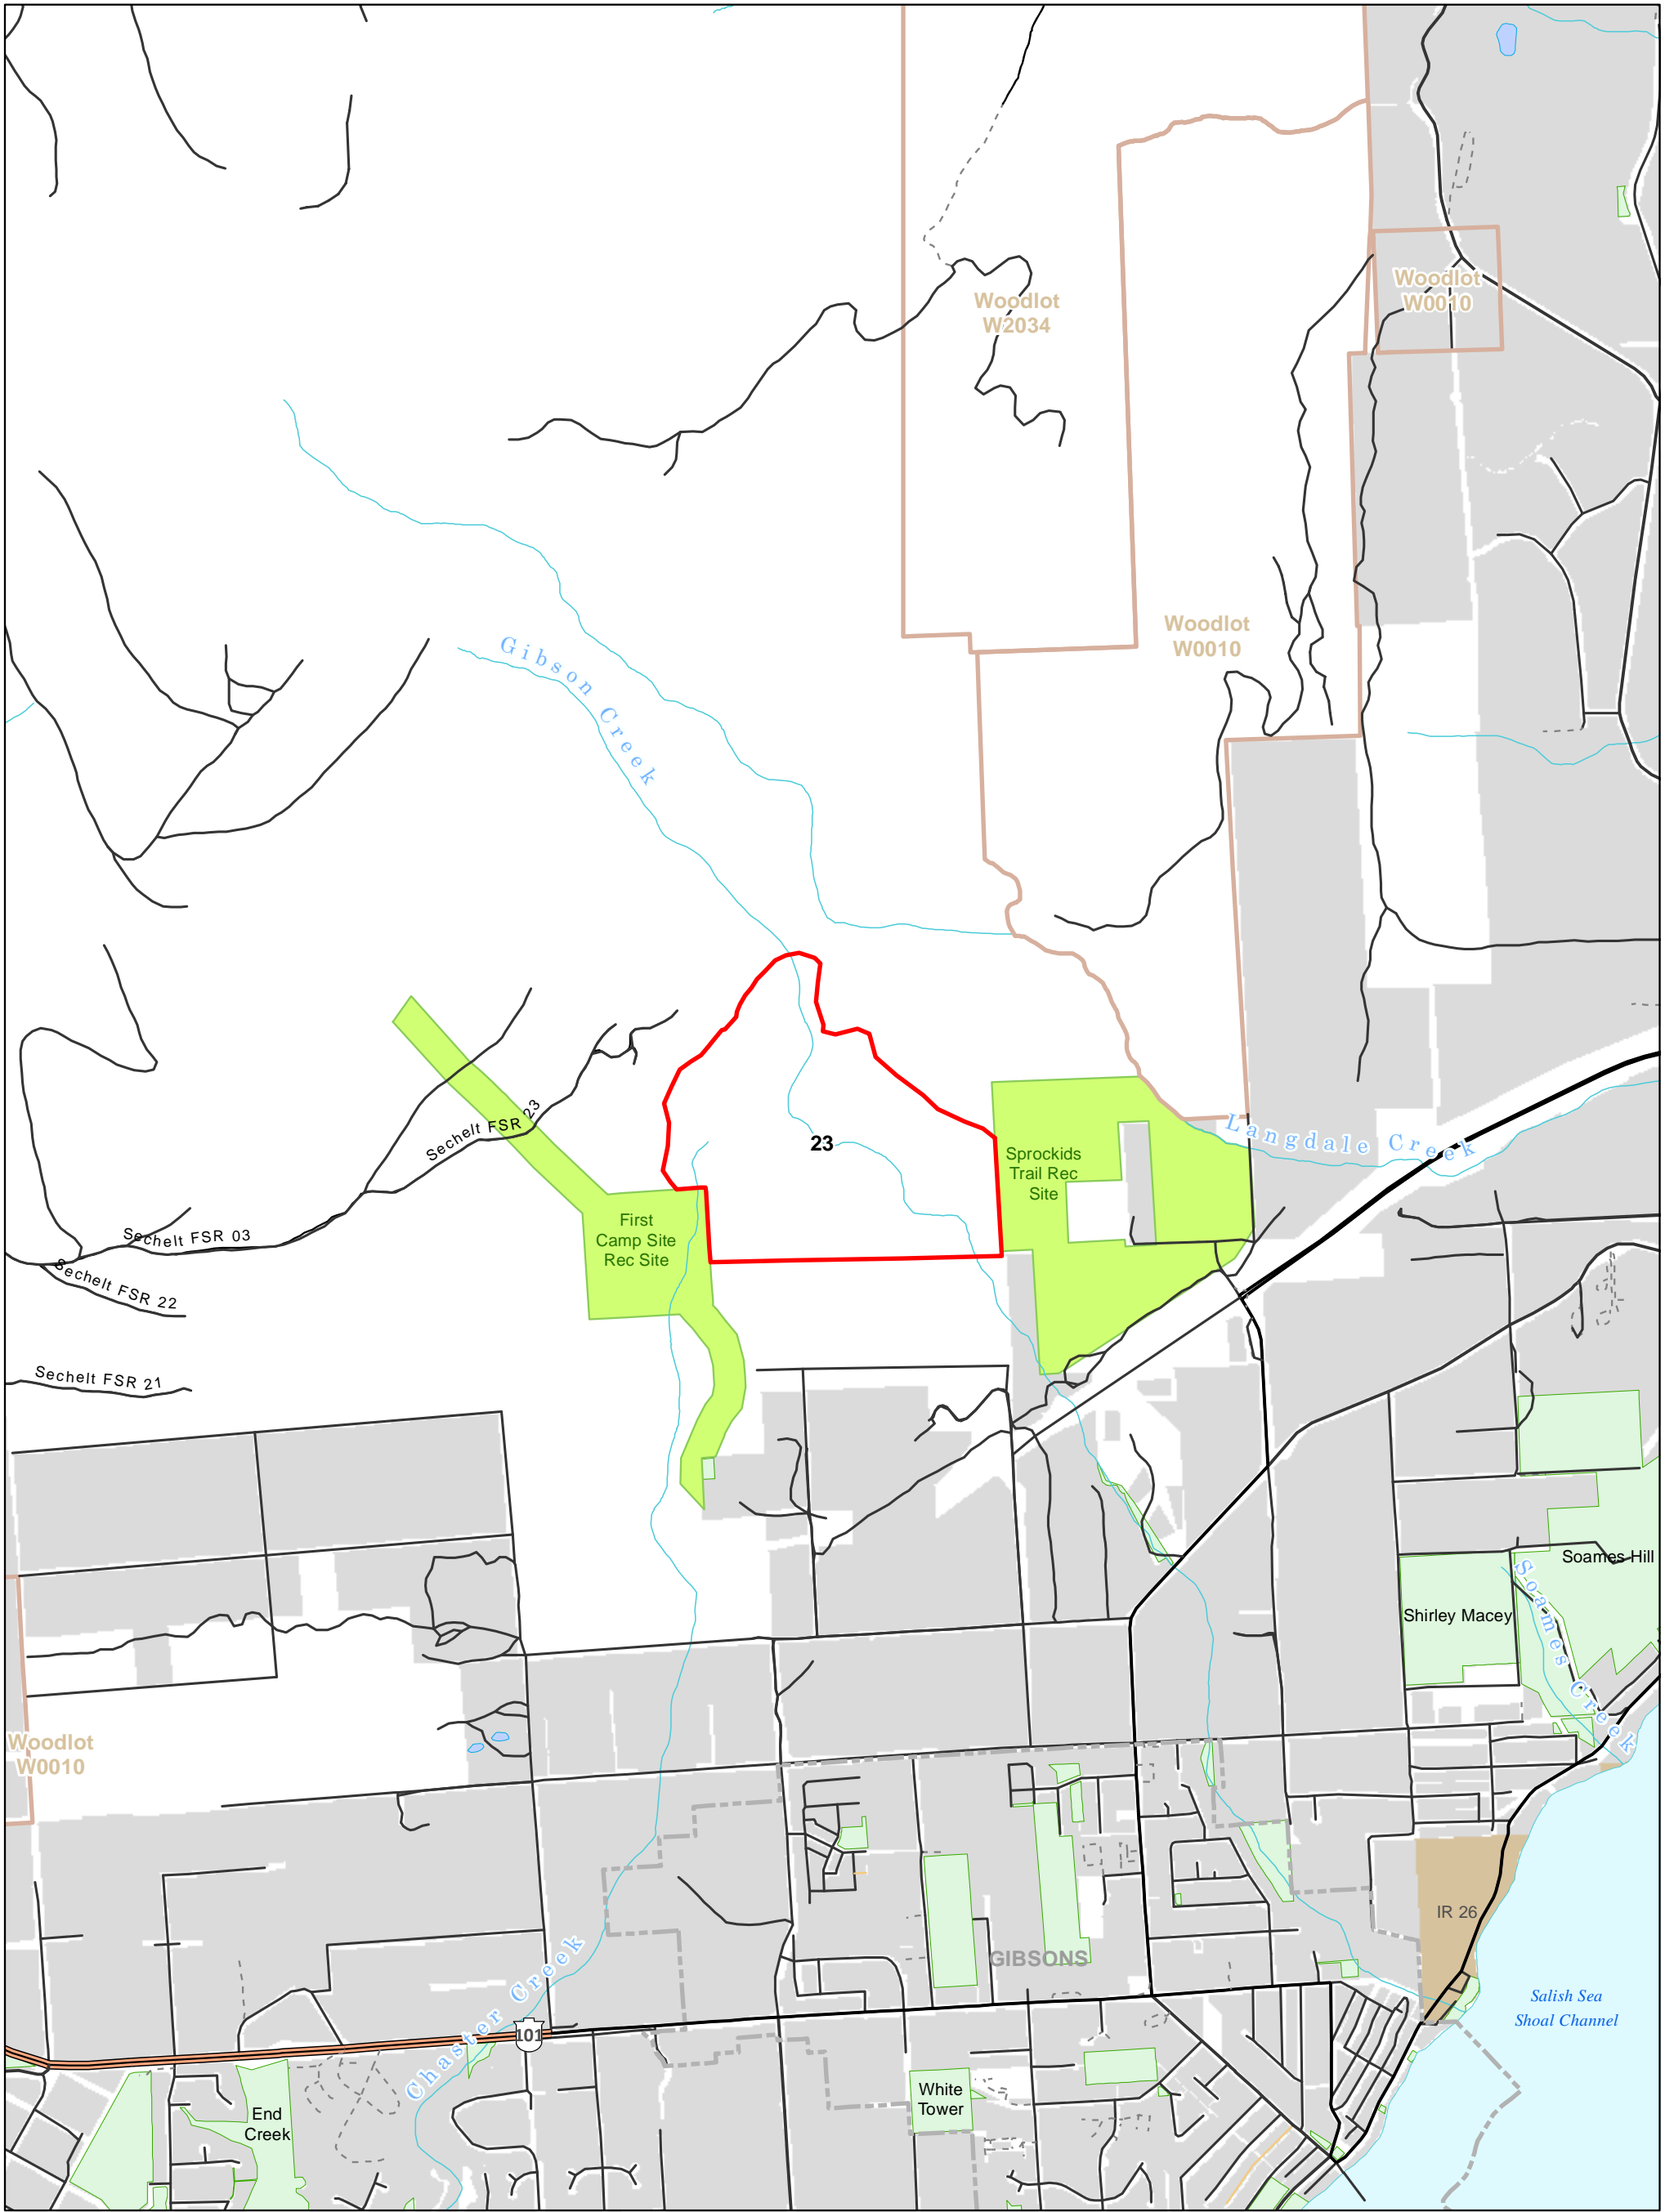 Woodlot
W0010
Woodlot
W2034
Woodlot
W0010
Gibson Creek
Langdale Creek
Sechelt FSR 23
23
Sprockids
Trail Rec
Site
First
Camp Site
Rec Site
Sechelt FSR 03
Sechelt FSR 22
Sechelt FSR 21
Soames Hill
Shirley Macey
Soames Creek
Woodlot
W0010
IR 26
GIBSONS
Chaster Creek
101
Salish Sea
Shoal Channel
White
Tower
End
Creek